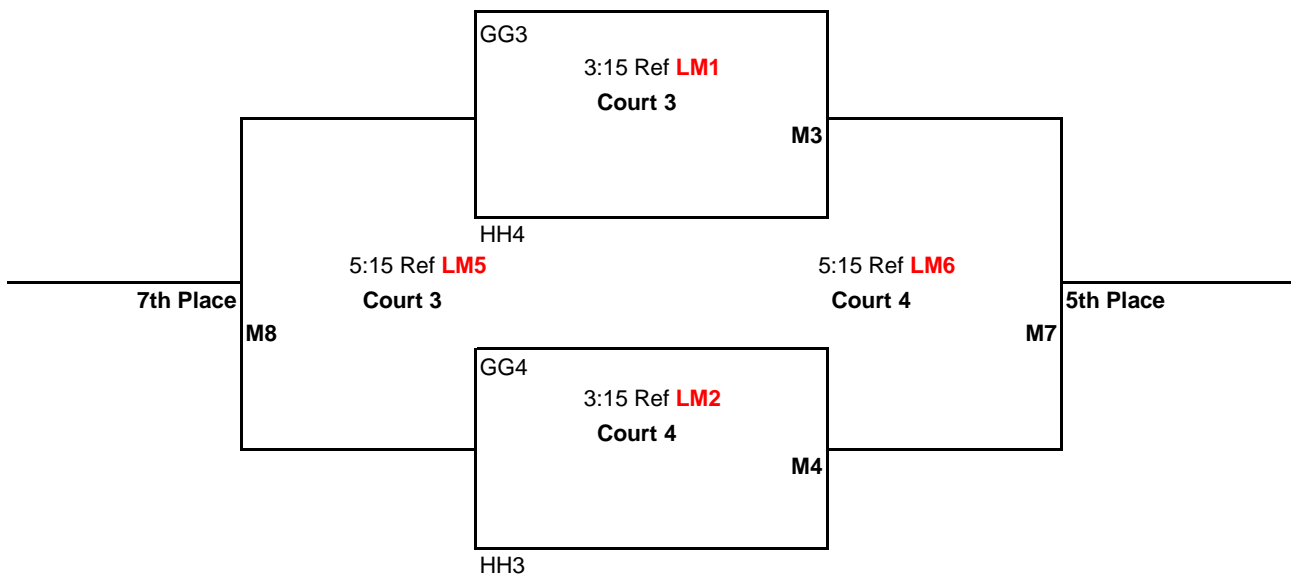 GG3
3:15 Ref LM1
Court 3
M3
HH4
5:15 Ref LM5
5:15 Ref LM6
Court 3
Court 4
7th Place
5th Place
M8
M7
GG4
3:15 Ref LM2
Court 4
M4
HH3